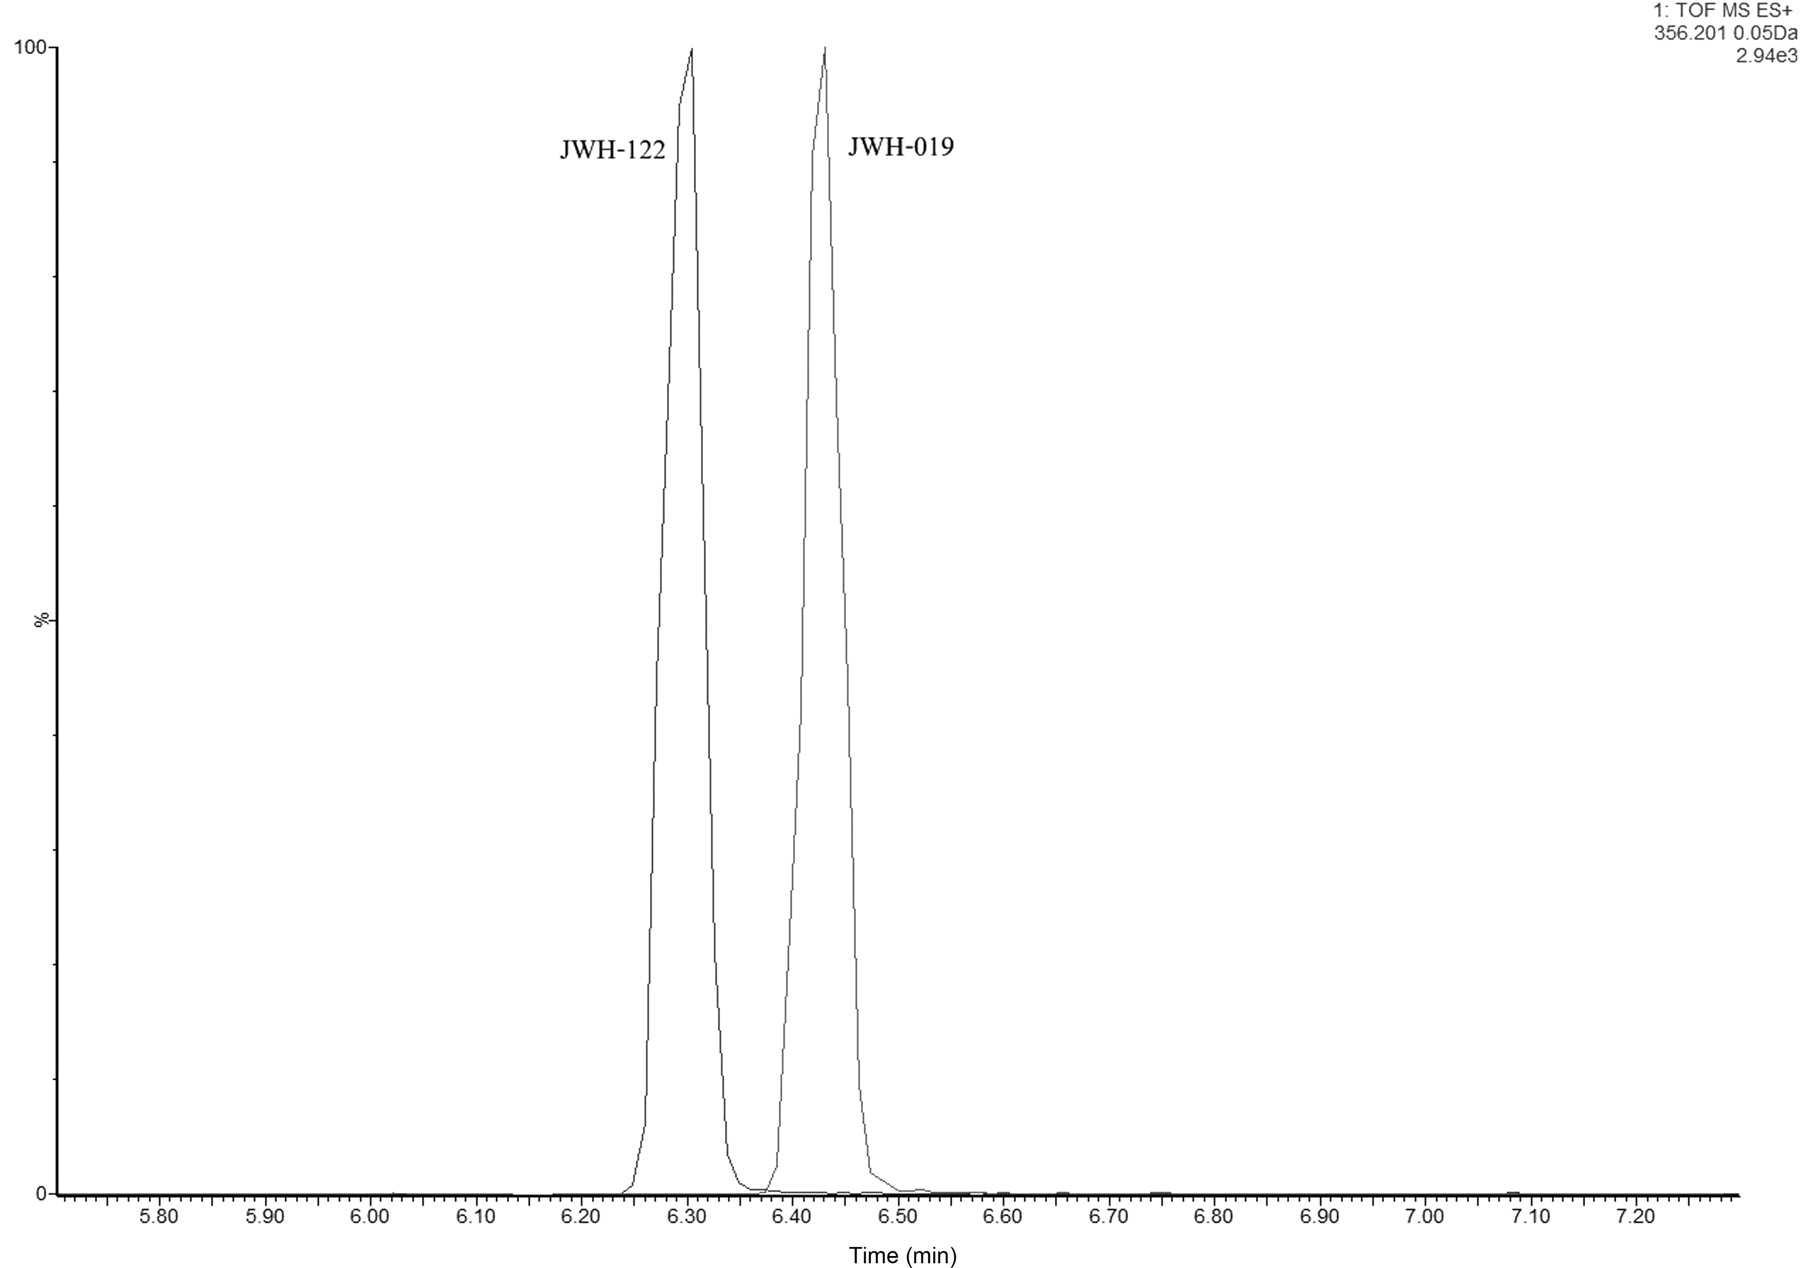 1: TOF MS ES+
356.201 0.05Da
2.94e3
100
JWH-122
JWH-019
%
0
5.80 5.90 6.00 6.10 6.20 6.30 6.40 6.50 6.60 6.70 6.80 6.90 7.00 7.10 7.20
Time (min)